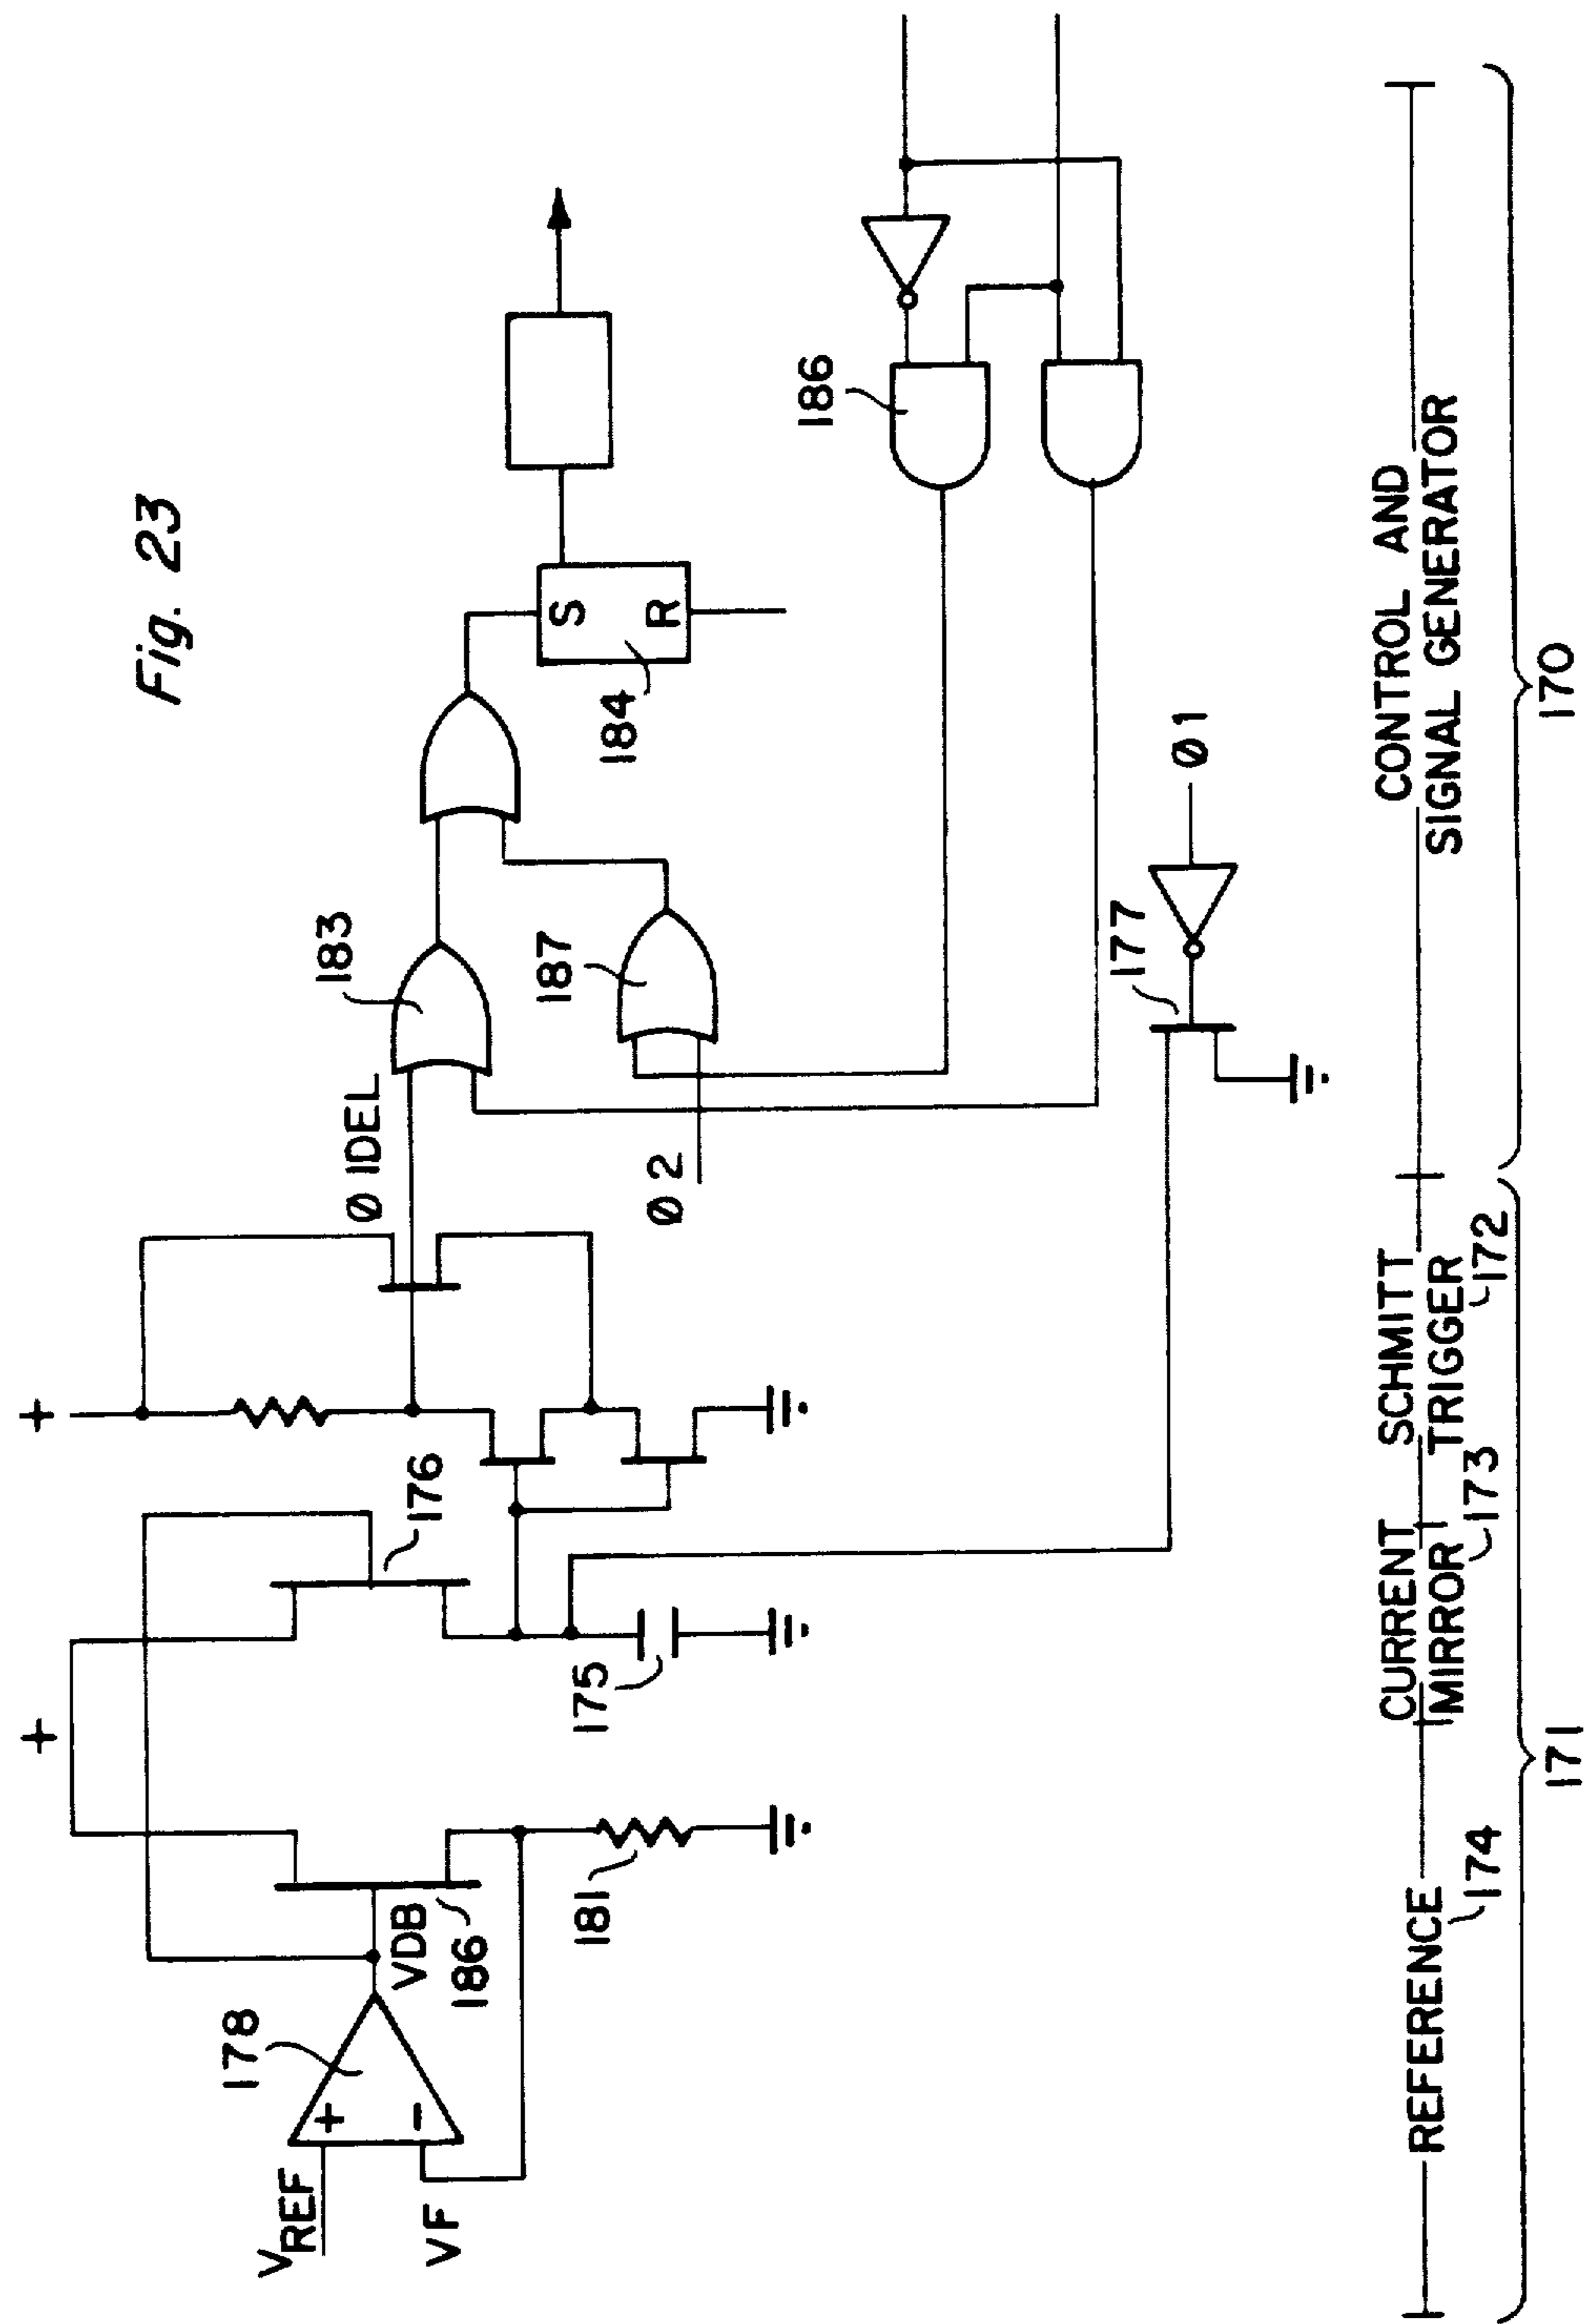 Fig. 23
+
+
178
VREF
+
−
VF
VDB
186
181
175
176
Ø 1DEL
183
Ø 2
187
184
S
R
186
177
Ø 1
REFERENCE
174
CURRENT
MIRROR
173
SCHMITT
TRIGGER
172
CONTROL AND
SIGNAL GENERATOR
171
170